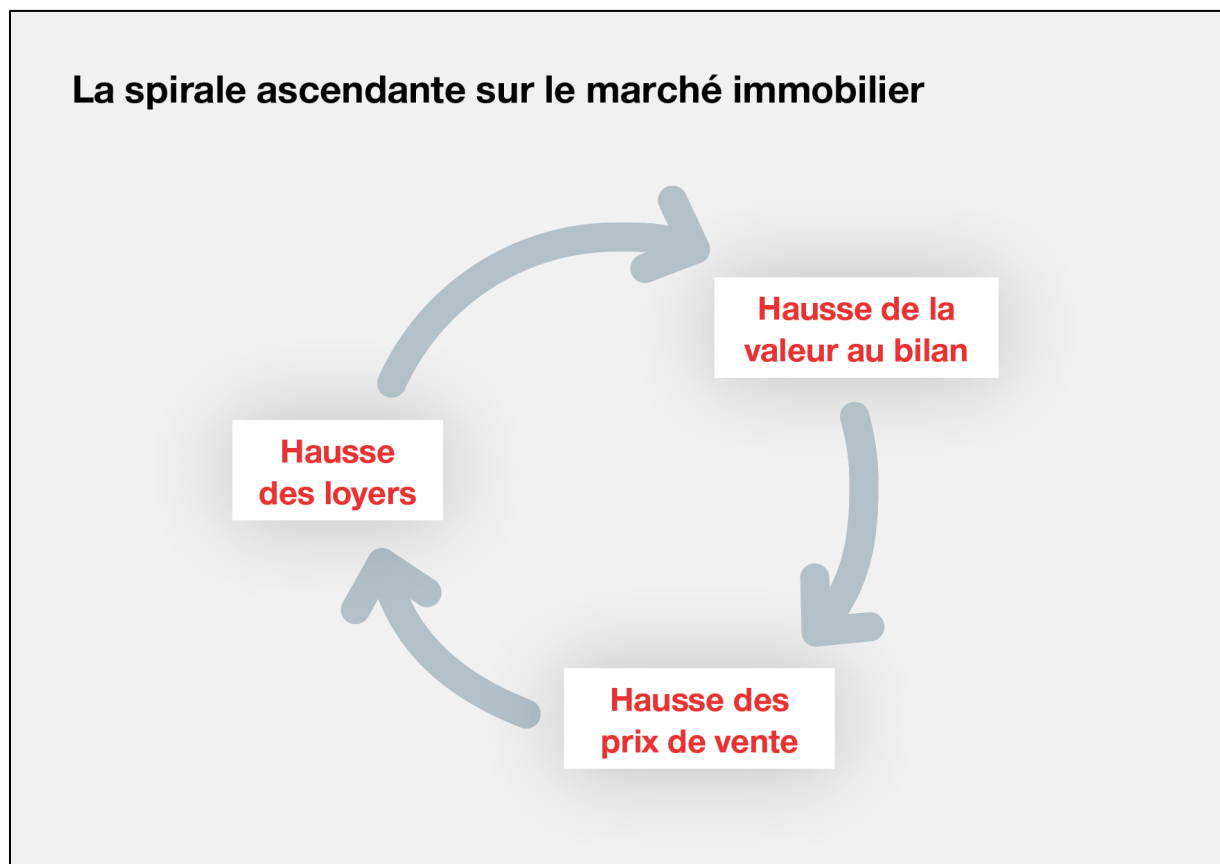 La spirale ascendante sur le marché immobilier
Hausse de la
valeur au bilan
Hausse
des loyers
Hausse des
prix de vente